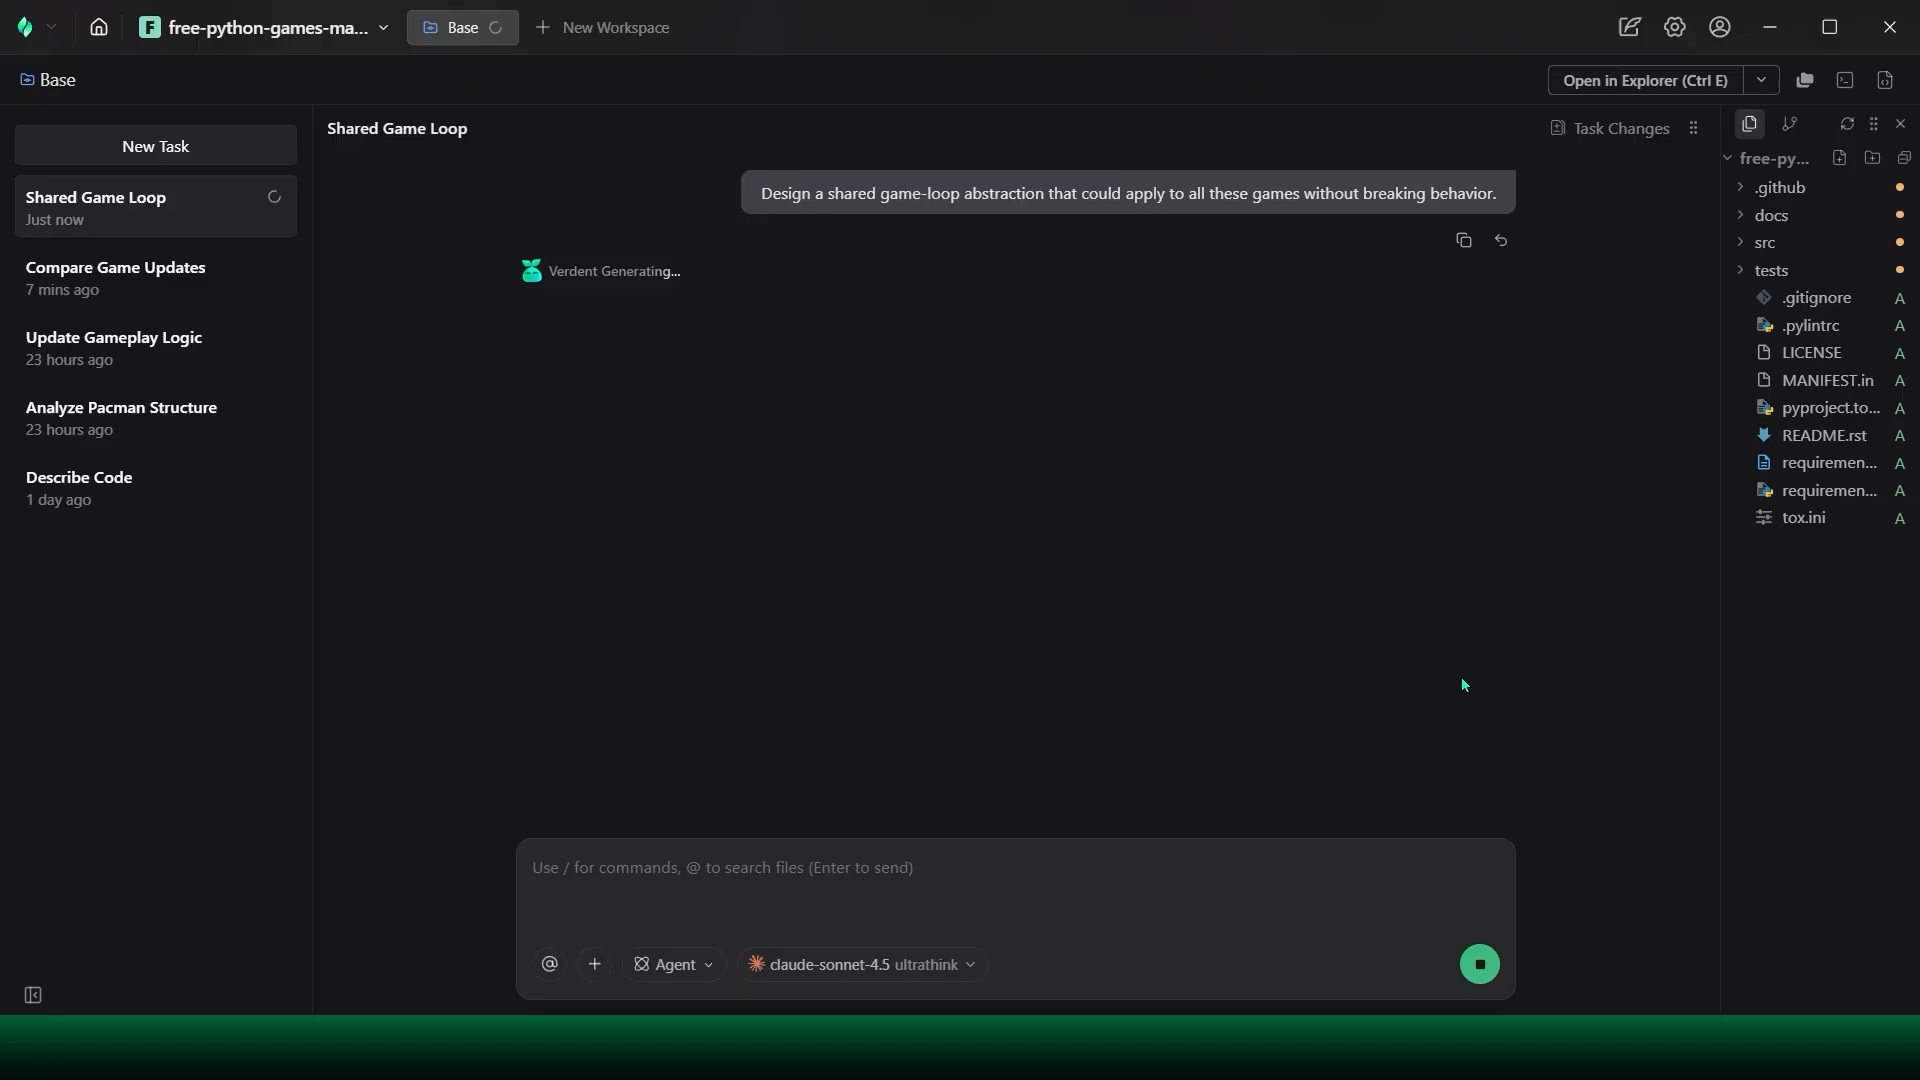 F free-python-games-ma...
Base
New Workspace
Base
Open in Explorer (Ctrl E)
New Task
Shared Game Loop
Just now
Compare Game Updates
7 mins ago
Update Gameplay Logic
23 hours ago
Analyze Pacman Structure
23 hours ago
Describe Code
1 day ago
Shared Game Loop
Task Changes
Design a shared game-loop abstraction that could apply to all these games without breaking behavior.
Verdent Generating...
Use / for commands, @ to search files (Enter to send)
@ + Agent claude-sonnet-4.5 ultrathink
free-py...
.github
docs
src
tests
.gitignore A
.pylintrc A
LICENSE A
MANIFEST.in A
pyproject.to... A
README.rst A
requiremen... A
requiremen... A
tox.ini A